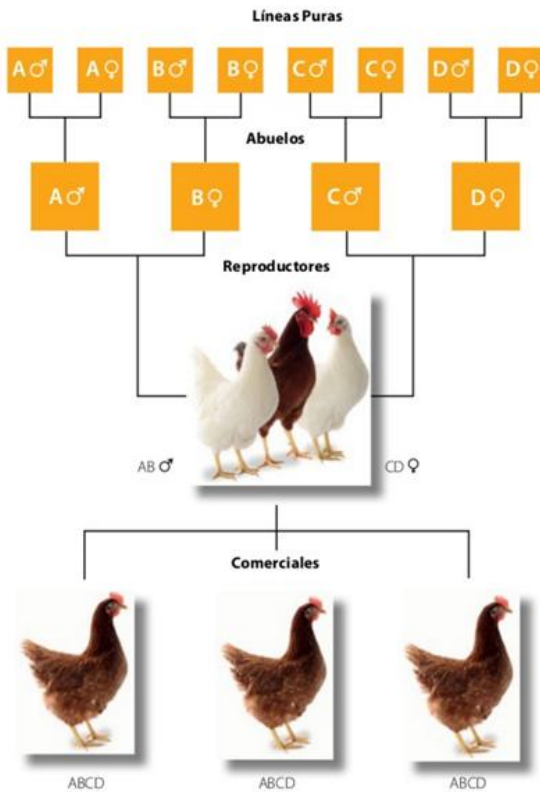 Líneas Puras
A♂ A♀ B♂ B♀ C♂ C♀ D♂ D♀
Abuelos
A♂ B♀ C♂ D♀
Reproductores
AB ♂ CD ♀
Comerciales
ABCD ABCD ABCD